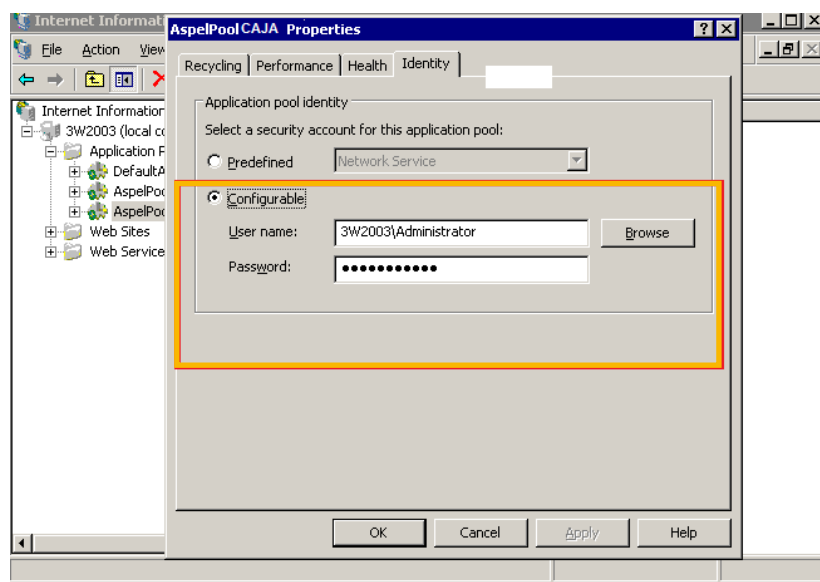 Internet Informati
AspelPool CAJA Properties
File Action View
Recycling Performance Health Identity
Internet Information
3W2003 (local co
Application P
DefaultA
AspelPoo
AspelPoo
Web Sites
Web Service
Application pool identity
Select a security account for this application pool:
Predefined Network Service
Configurable
User name: 3W2003\Administrator Browse
Password: ●●●●●●●●●●●
OK Cancel Apply Help